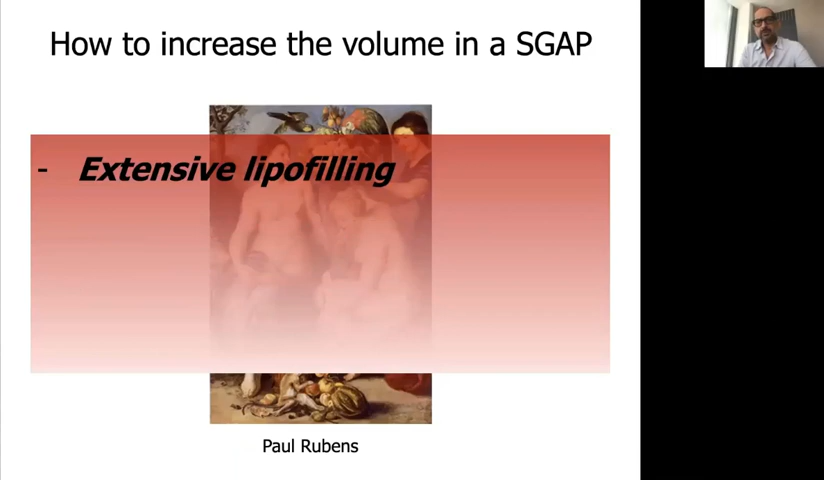 How to increase the volume in a SGAP
- Extensive lipofilling
Paul Rubens